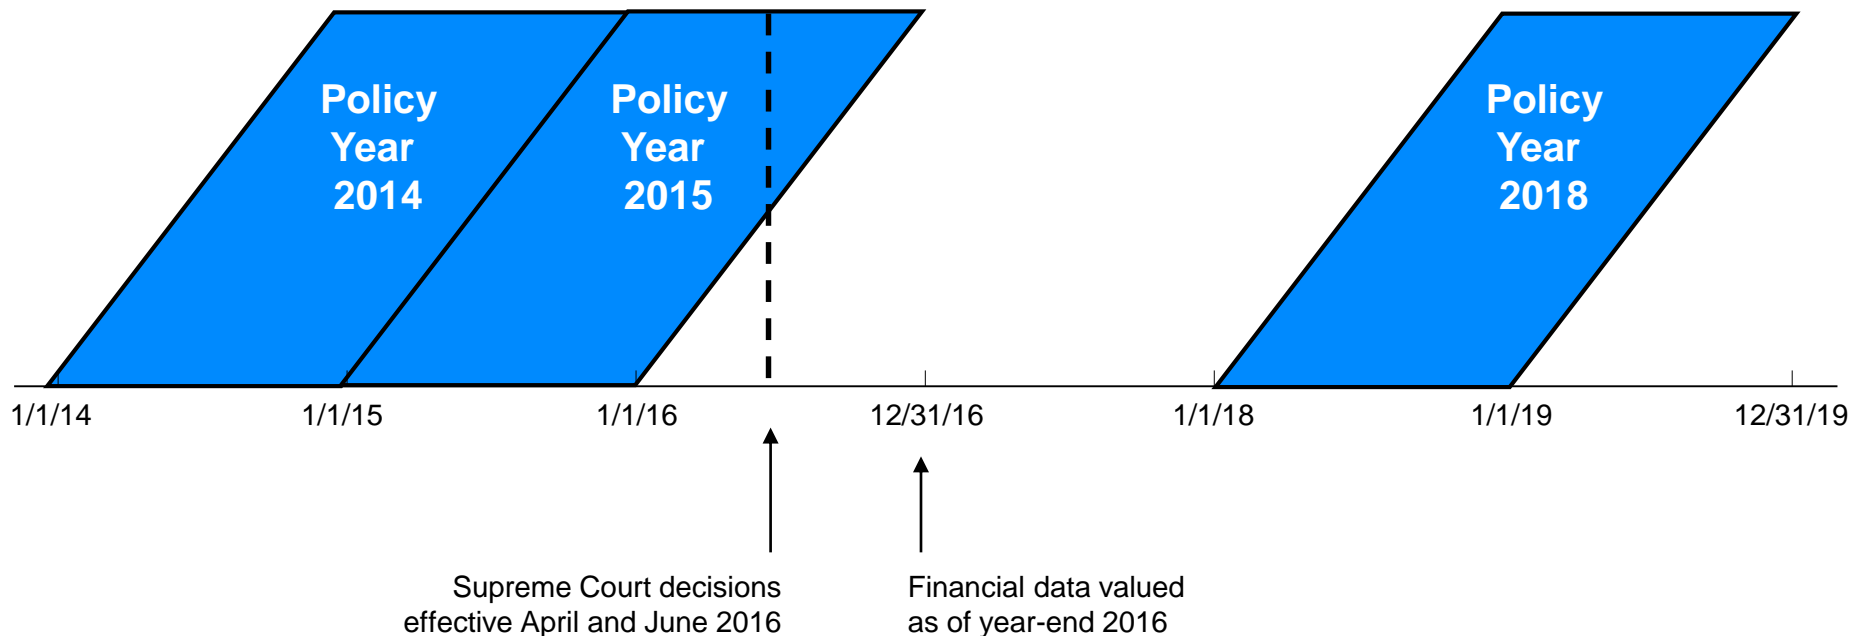 Policy
Year
2014
Policy
Year
2015
Policy
Year
2018
1/1/14
1/1/15
1/1/16
12/31/16
1/1/18
1/1/19
12/31/19
Supreme Court decisions
effective April and June 2016
Financial data valued
as of year-end 2016